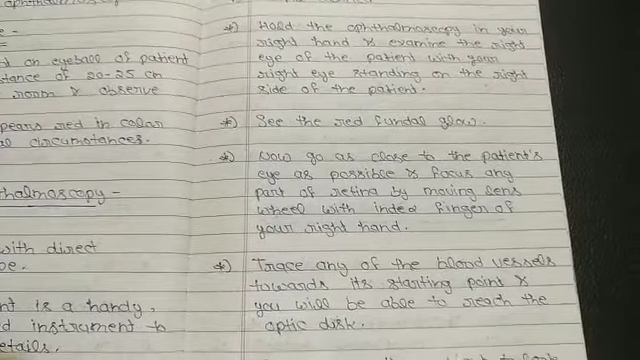 e -
t on eyeball of patient
stance of 20-25 cm
room & observe
pears red in color
al circumstances.
thalmoscopy -
with direct
pe.
nt is a handy,
d instrument to
etails.
*) Hold the ophthalmoscopy in your
right hand & examine the right
eye of the patient with your
right eye standing on the right
side of the patient.
*) See the red fundal glow.
*) Now go as close to the patient's
eye as possible & focus any
part of retina by moving lens
wheel with index finger of
your right hand.
*) Trace any of the blood vessels
towards its starting point &
you will be able to reach the
optic disk.